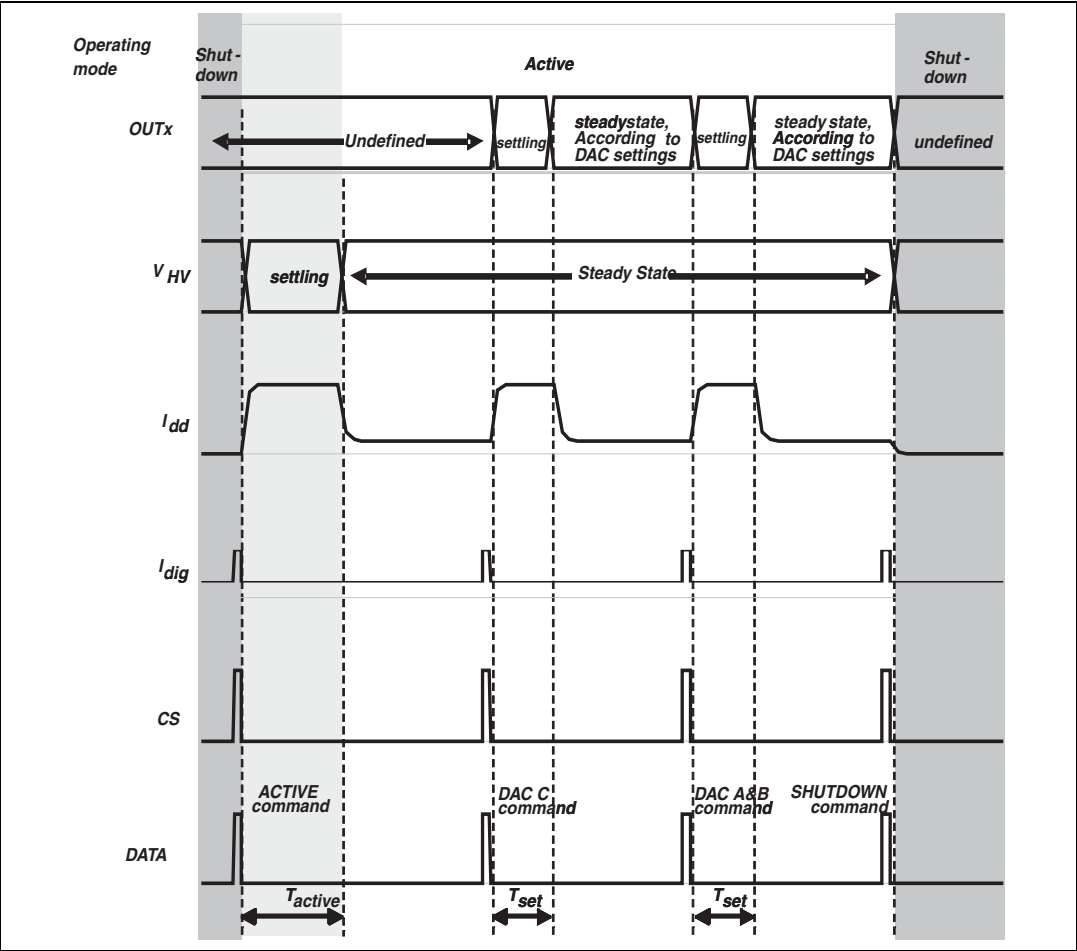 Operating
mode
Shut -
down
Active
Shut -
down
OUTx
Undefined
settling
steadystate,
According to
DAC settings
settling
steady state,
According to
DAC settings
undefined
V HV
settling
Steady State
I dd
I dig
CS
ACTIVE
command
DAC C
command
DAC A&B
command
SHUTDOWN
command
DATA
T active
T set
T set